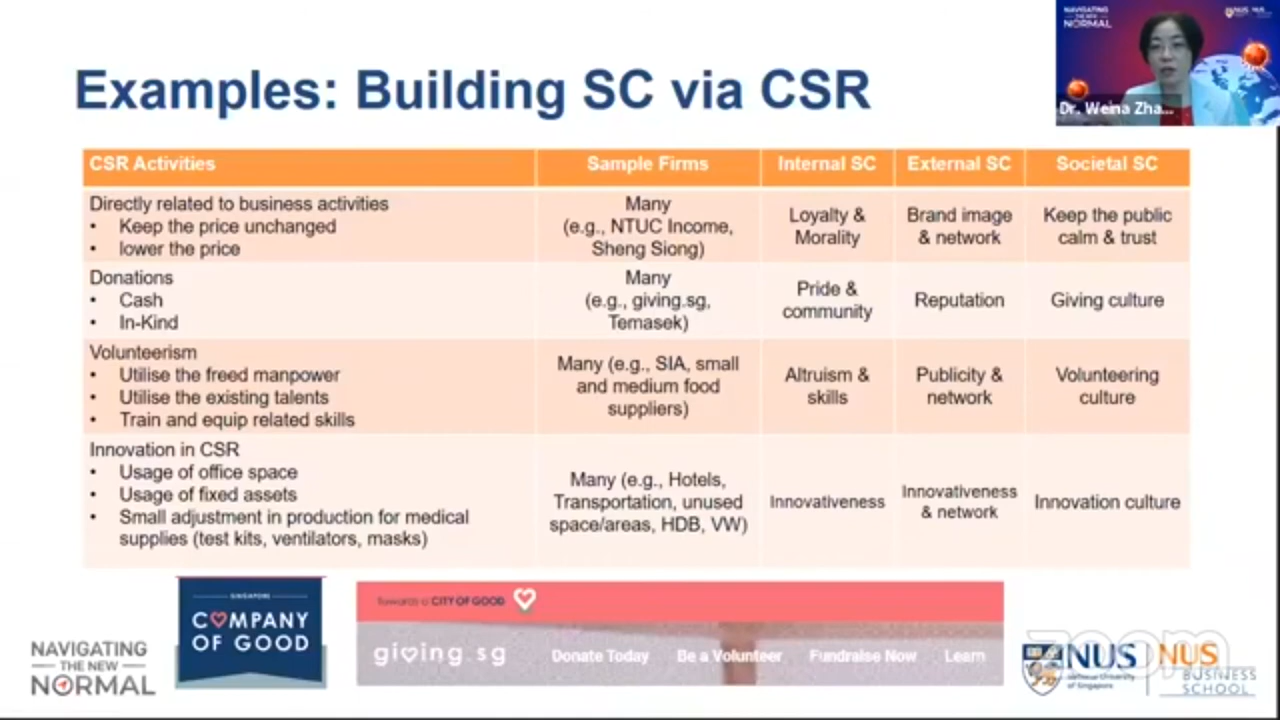 NAVIGATING
THE NEW
NORMAL
NUS
Dr. Weina Zha...
Examples: Building SC via CSR
CSR Activities
Sample Firms
Internal SC
External SC
Societal SC
Directly related to business activities
• Keep the price unchanged
• lower the price
Many
(e.g., NTUC Income,
Sheng Siong)
Loyalty &
Morality
Brand image
& network
Keep the public
calm & trust
Donations
• Cash
• In-Kind
Many
(e.g., giving.sg,
Temasek)
Pride &
community
Reputation
Giving culture
Volunteerism
• Utilise the freed manpower
• Utilise the existing talents
• Train and equip related skills
Many (e.g., SIA, small
and medium food
suppliers)
Altruism &
skills
Publicity &
network
Volunteering
culture
Innovation in CSR
• Usage of office space
• Usage of fixed assets
• Small adjustment in production for medical
supplies (test kits, ventilators, masks)
Many (e.g., Hotels,
Transportation, unused
space/areas, HDB, VW)
Innovativeness
Innovativeness
& network
Innovation culture
NAVIGATING
THE NEW
NORMAL
SINGAPORE
COMPANY
OF GOOD
Towards a CITY OF GOOD
giving.sg
Donate Today
Be a Volunteer
Fundraise Now
Learn
zoom
NUS
National University
of Singapore
NUS
BUSINESS
SCHOOL